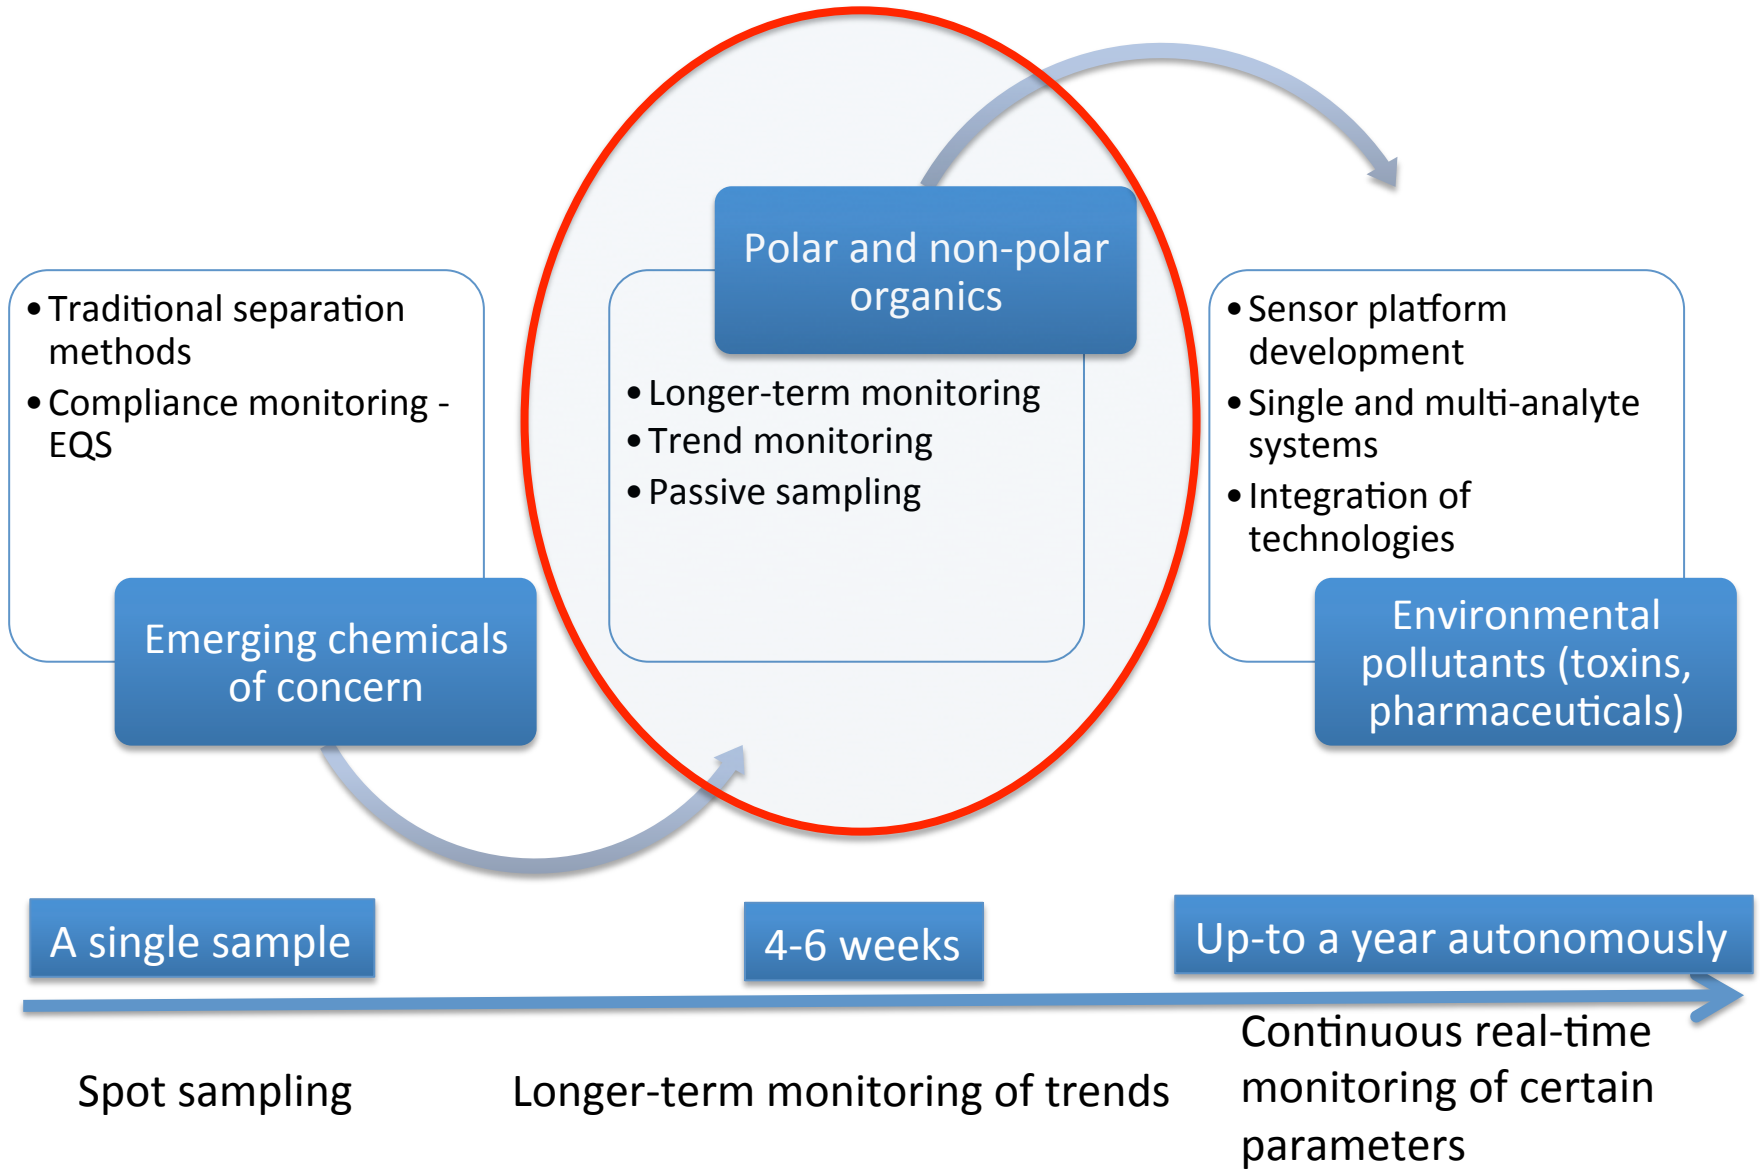 • Traditional separation
methods
• Compliance monitoring -
EQS
Emerging chemicals
of concern
Polar and non-polar
organics
• Longer-term monitoring
• Trend monitoring
• Passive sampling
• Sensor platform
development
• Single and multi-analyte
systems
• Integration of
technologies
Environmental
pollutants (toxins,
pharmaceuticals)
A single sample
4-6 weeks
Up-to a year autonomously
Spot sampling
Longer-term monitoring of trends
Continuous real-time
monitoring of certain
parameters